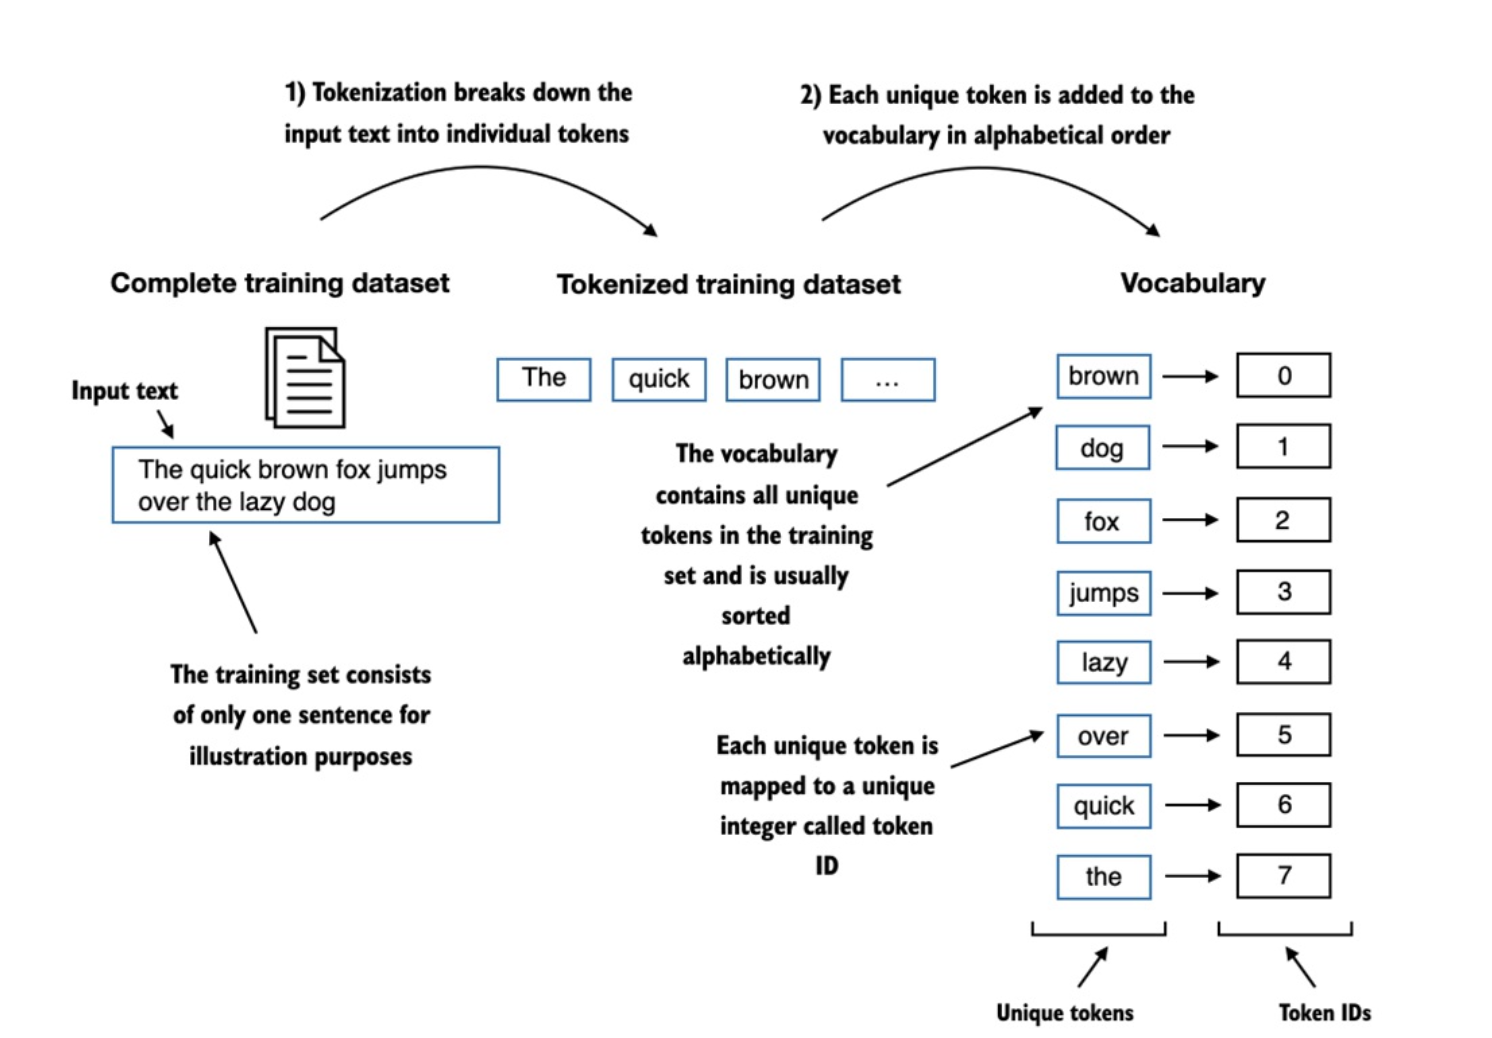 1) Tokenization breaks down the
input text into individual tokens
2) Each unique token is added to the
vocabulary in alphabetical order
Complete training dataset
Tokenized training dataset
Vocabulary
Input text
The quick brown fox jumps
over the lazy dog
The training set consists
of only one sentence for
illustration purposes
The quick brown ...
The vocabulary
contains all unique
tokens in the training
set and is usually
sorted
alphabetically
Each unique token is
mapped to a unique
integer called token
ID
brown 0
dog 1
fox 2
jumps 3
lazy 4
over 5
quick 6
the 7
Unique tokens
Token IDs